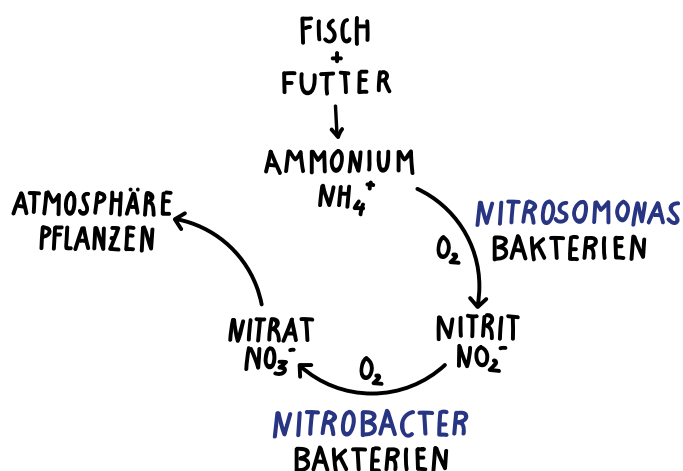 FISCH
+
FUTTER
AMMONIUM
NH₄⁺
ATMOSPHÄRE
PFLANZEN
NITROSOMONAS
BAKTERIEN
O₂
NITRAT
NO₃⁻
NITRIT
NO₂⁻
O₂
NITROBACTER
BAKTERIEN